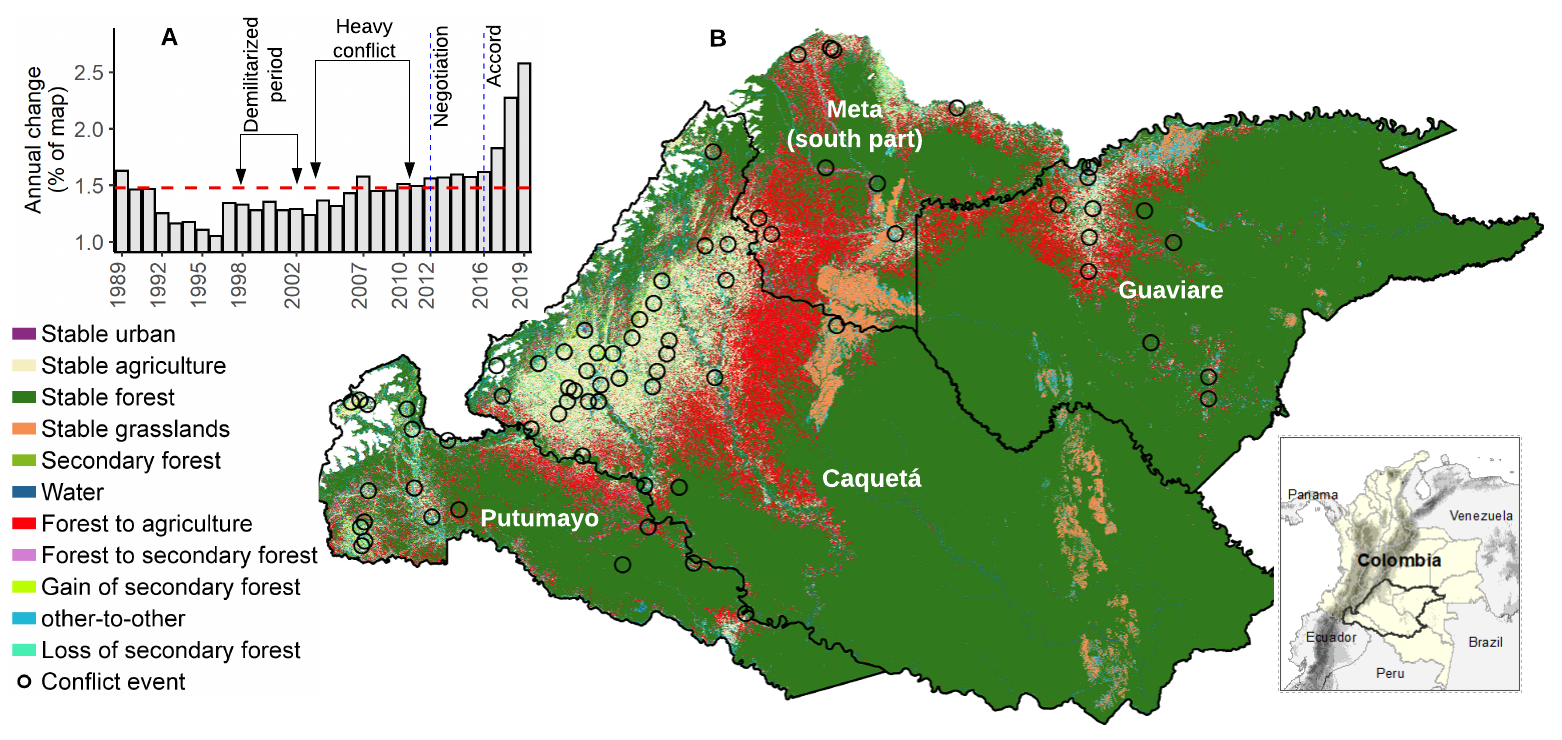 A
Annual change
(% of map)
2.5
2.0
1.5
1.0
Demilitarized
period
Heavy
conflict
Negotiation
Accord
1989
1992
1995
1998
2002
2007
2010
2012
2016
2019
B
Meta
(south part)
Guaviare
Caquetá
Putumayo
Stable urban
Stable agriculture
Stable forest
Stable grasslands
Secondary forest
Water
Forest to agriculture
Forest to secondary forest
Gain of secondary forest
other-to-other
Loss of secondary forest
Conflict event
Panama
Venezuela
Colombia
Ecuador
Brazil
Peru